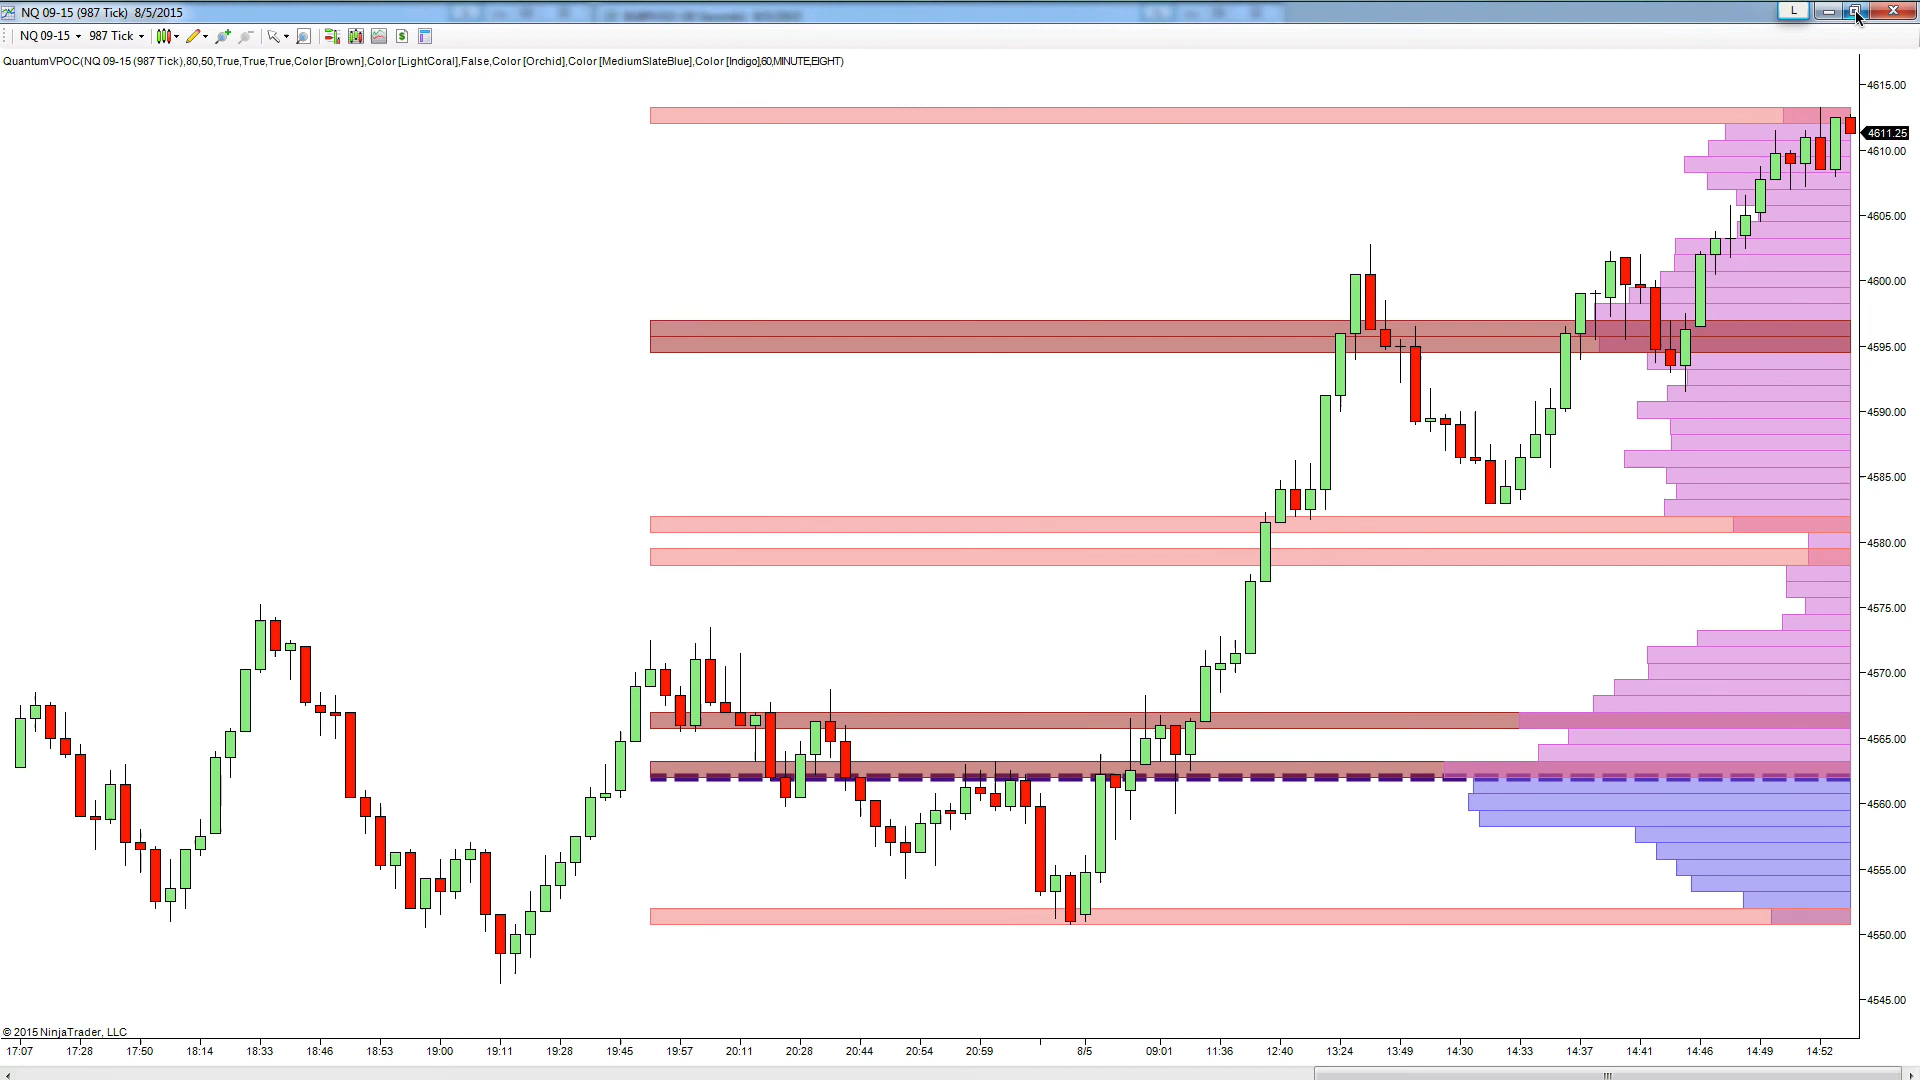 NQ 09-15 (987 Tick)  8/5/2015
L
NQ 09-15 987 Tick
QuantumVPOC(NQ 09-15 (987 Tick),80,50,True,True,True,Color [Brown],Color [LightCoral],False,Color [Orchid],Color [MediumSlateBlue],Color [Indigo],60,MINUTE,EIGHT)
4615.00
4611.25
4610.00
4605.00
4600.00
4595.00
4590.00
4585.00
4580.00
4575.00
4570.00
4565.00
4560.00
4555.00
4550.00
4545.00
© 2015 NinjaTrader, LLC
17:07 17:28 17:50 18:14 18:33 18:46 18:53 19:00 19:11 19:28 19:45 19:57 20:11 20:28 20:44 20:54 20:59 8/5 09:01 11:36 12:40 13:24 13:49 14:30 14:33 14:37 14:41 14:46 14:49 14:52